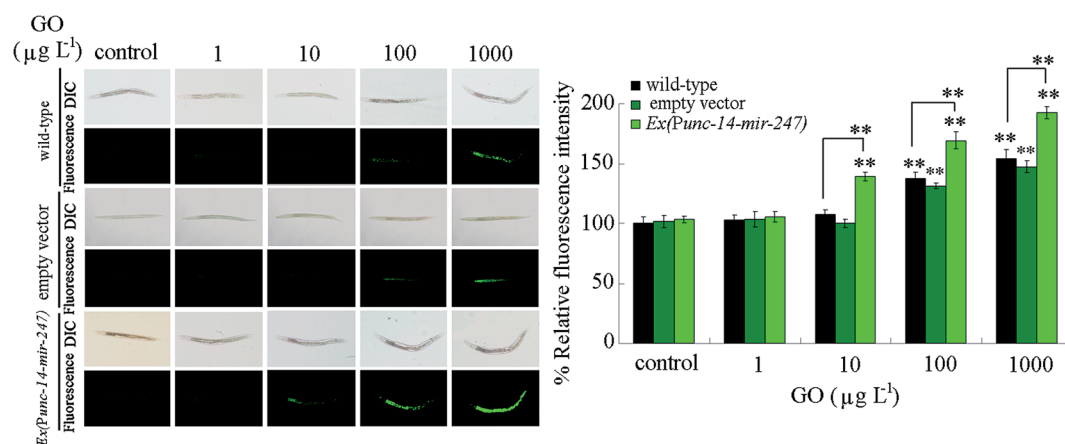 GO
(μg L⁻¹) control 1 10 100 1000
wild-type
Fluorescence DIC
empty vector
Fluorescence DIC
Ex(Punc-14-mir-247)
Fluorescence DIC
% Relative fluorescence intensity
200
150
100
50
0
wild-type
empty vector
Ex(Punc-14-mir-247)
**
**
**
**
**
**
**
**
**
**
control 1 10 100 1000
GO (μg L⁻¹)